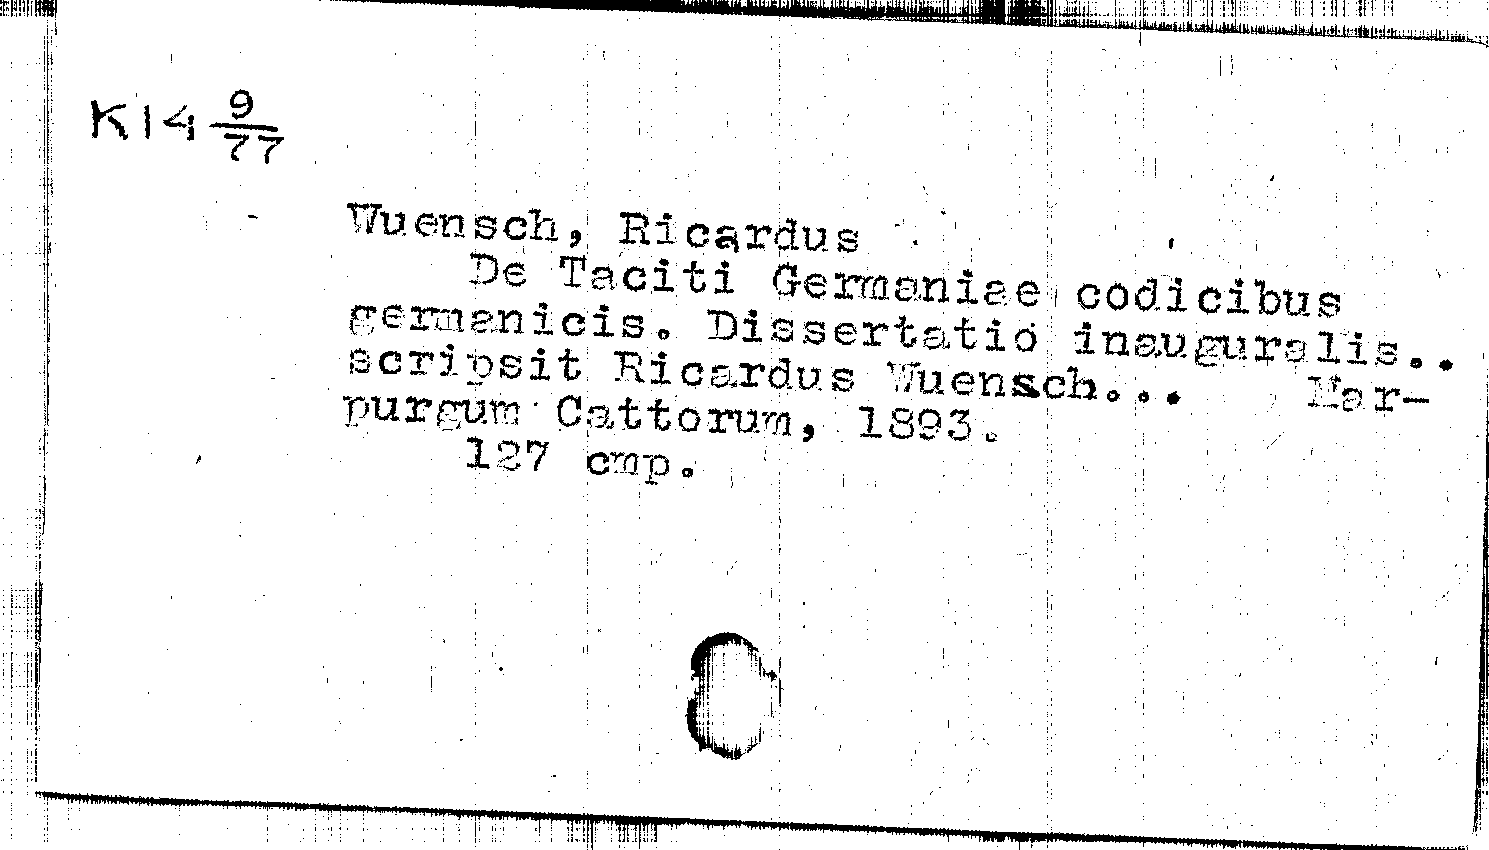 К 14 9/77
Wuensch, Ricardus
De Taciti Germaniae codicibus
germanicis. Dissertatio inauguralis..
scripsit Ricardus Wuensch... Mar-
purgum Cattorum, 1893.
127 стр.